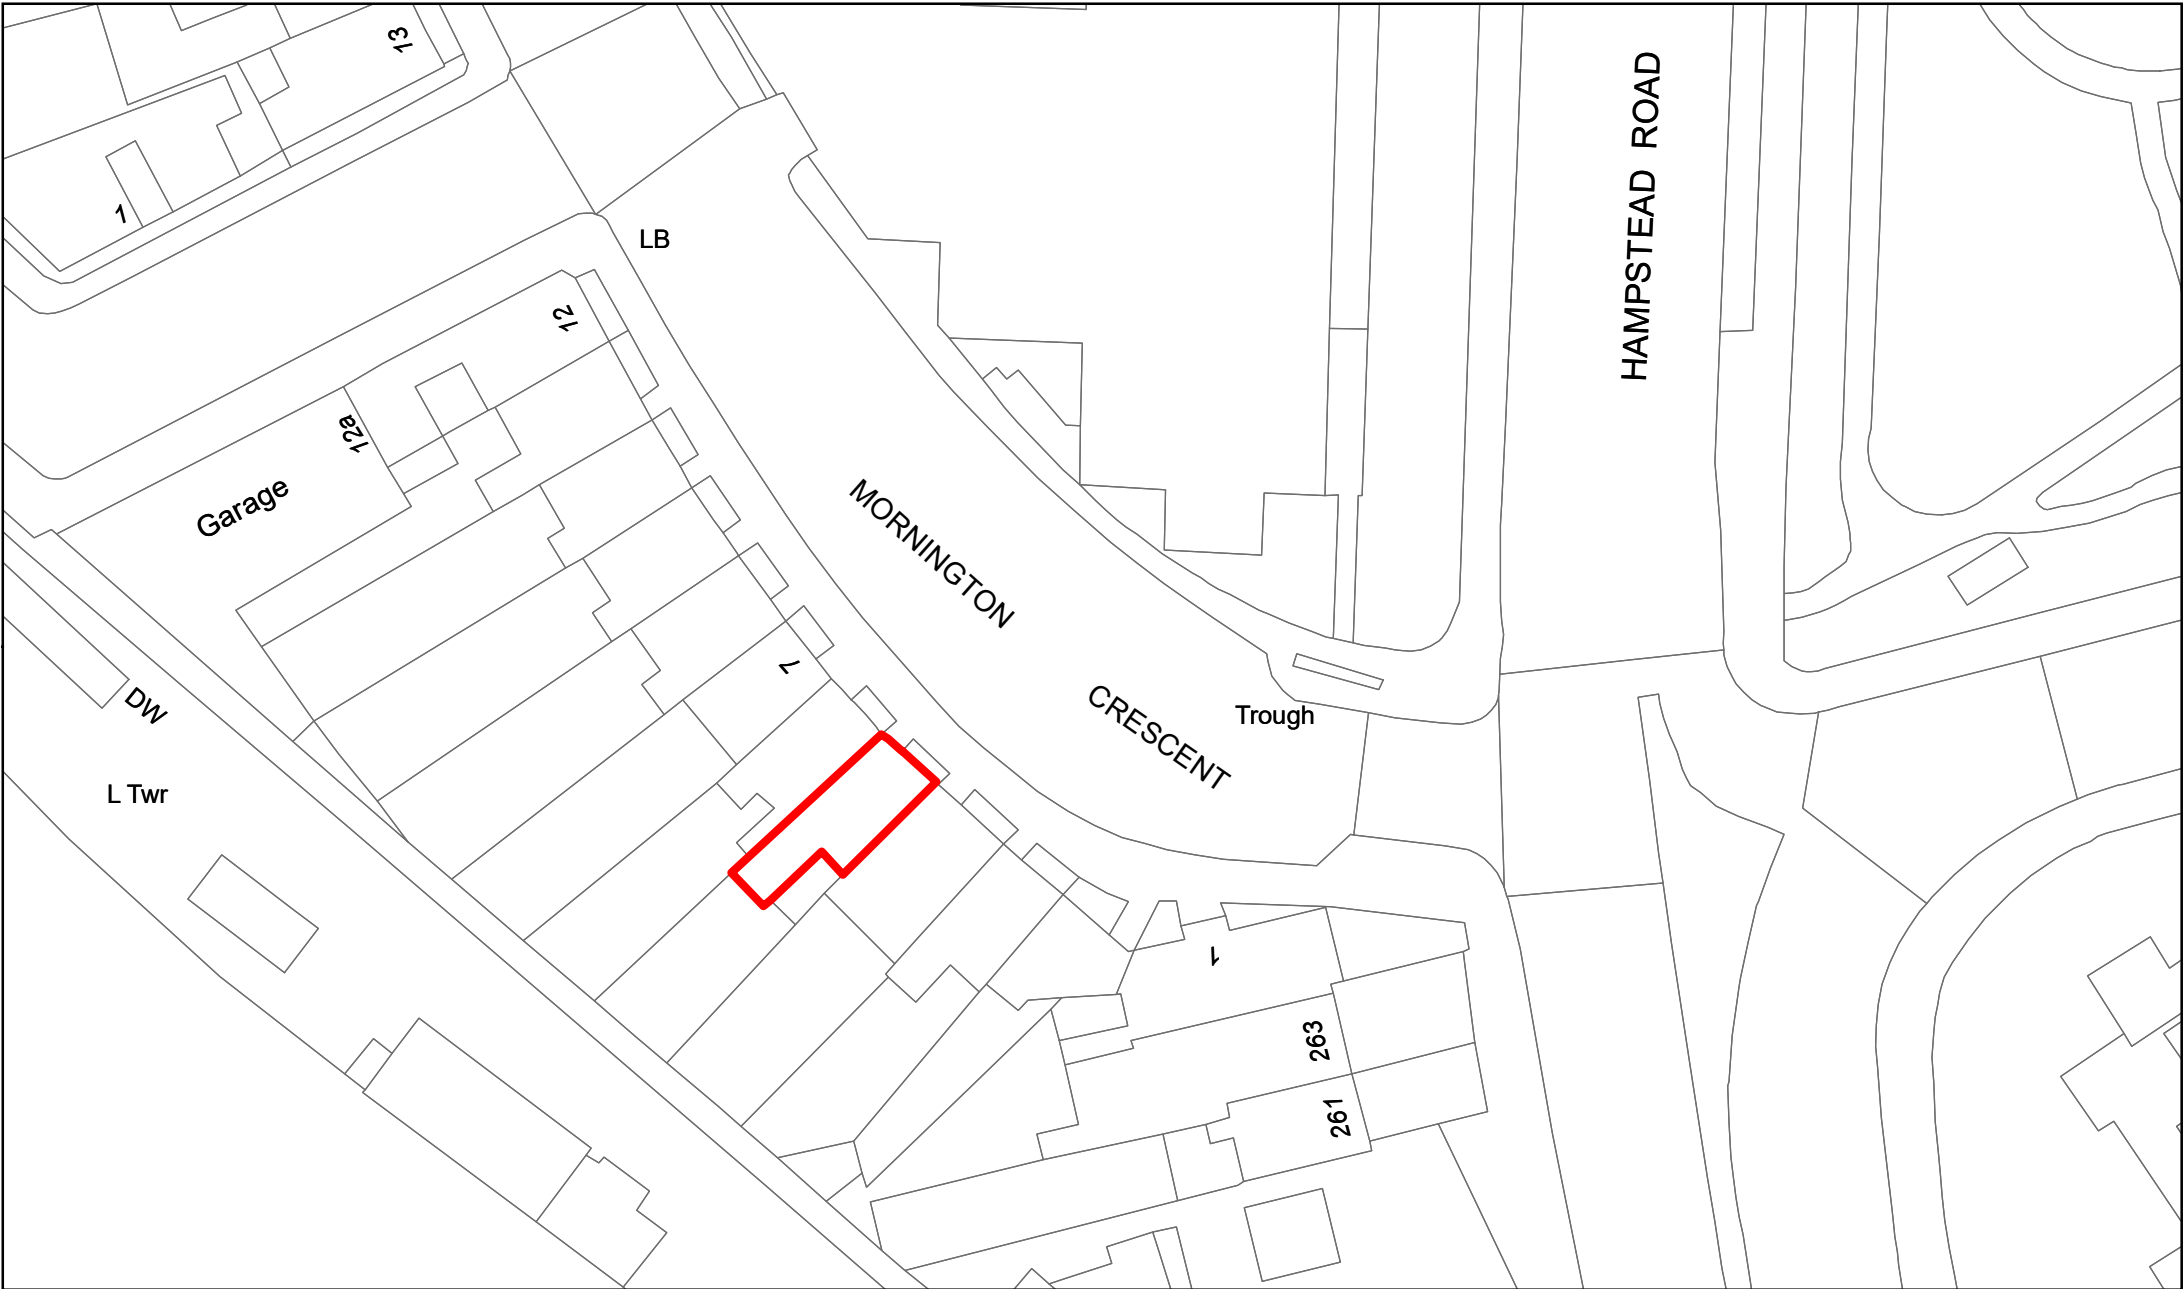 13
1
LB
HAMPSTEAD ROAD
12
12a
Garage
MORNINGTON
7
CRESCENT
Trough
DW
L Twr
1
263
261